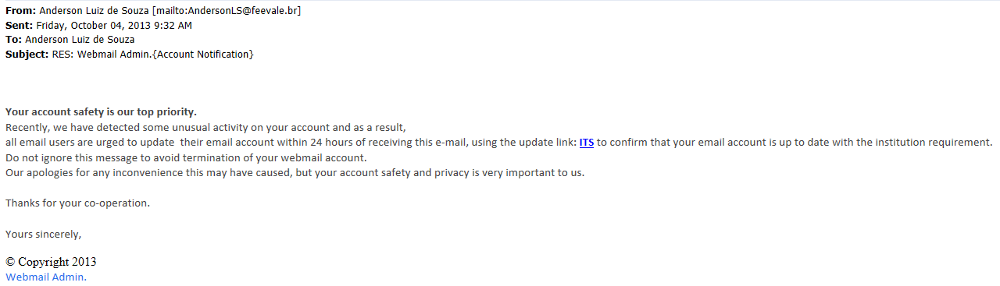 From: Anderson Luiz de Souza [mailto:AndersonLS@feevale.br]
Sent: Friday, October 04, 2013 9:32 AM
To: Anderson Luiz de Souza
Subject: RES: Webmail Admin.{Account Notification}
Your account safety is our top priority.
Recently, we have detected some unusual activity on your account and as a result,
all email users are urged to update  their email account within 24 hours of receiving this e-mail, using the update link: ITS to confirm that your email account is up to date with the institution requirement.
Do not ignore this message to avoid termination of your webmail account.
Our apologies for any inconvenience this may have caused, but your account safety and privacy is very important to us.
Thanks for your co-operation.
Yours sincerely,
© Copyright 2013
Webmail Admin.